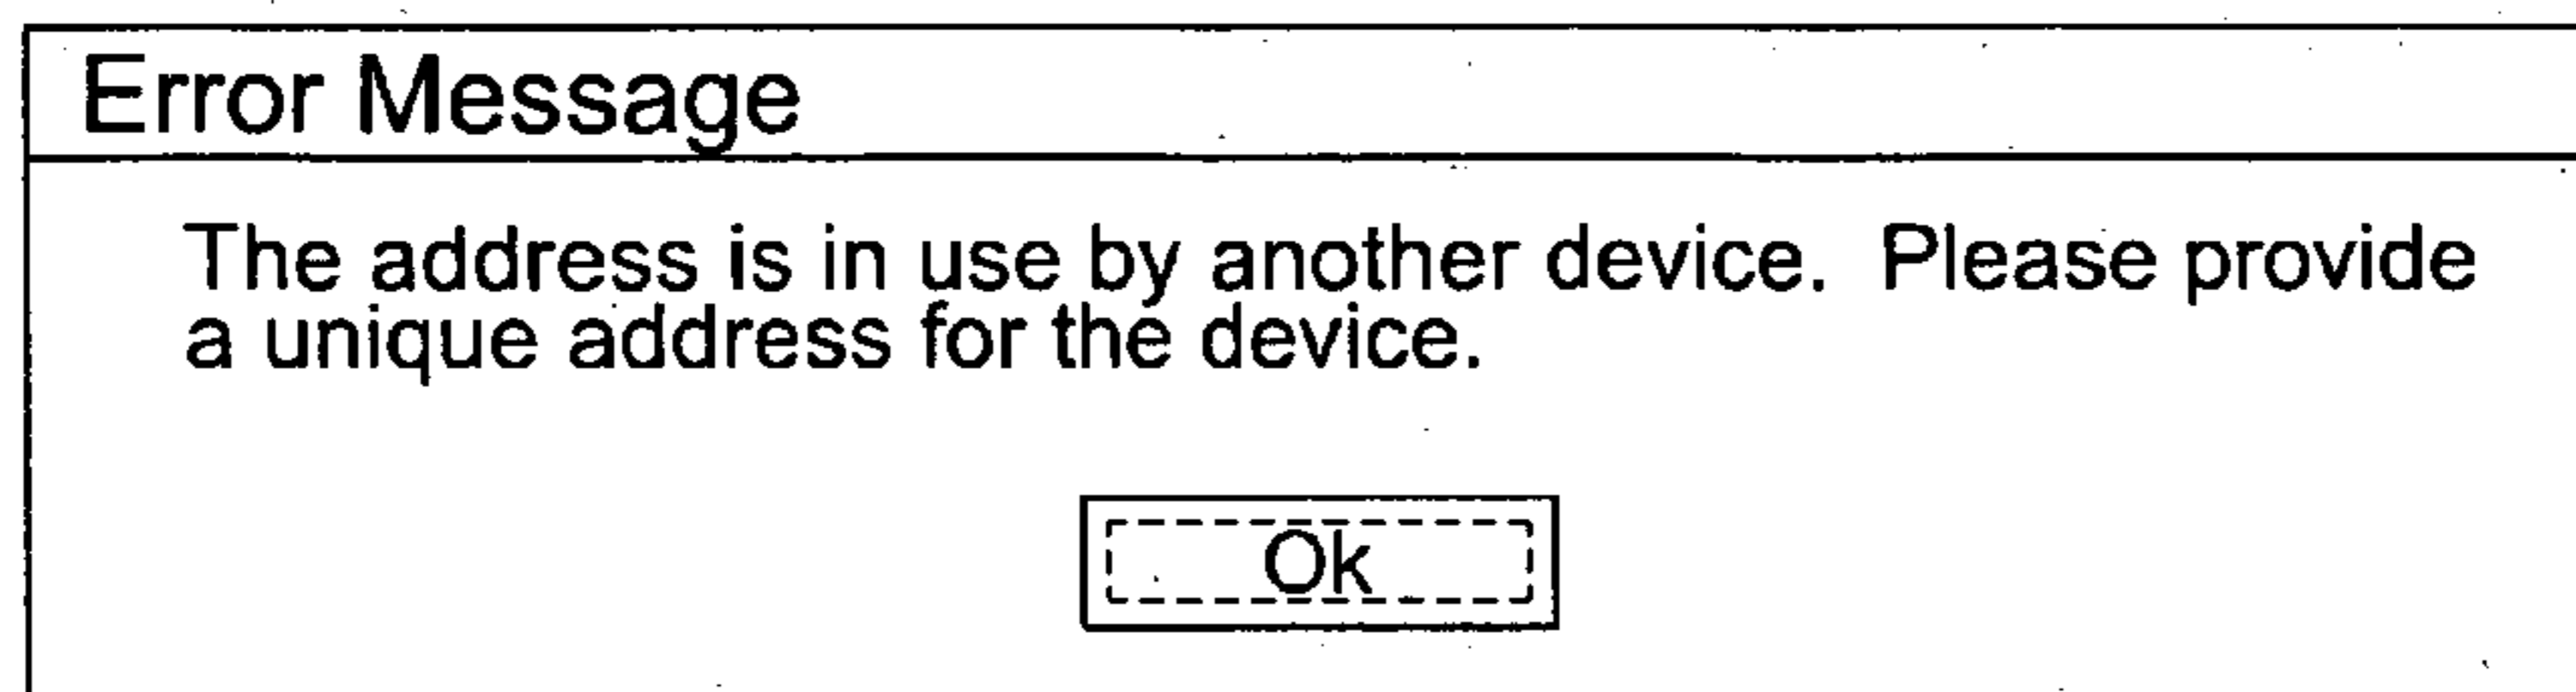 Error Message
The address is in use by another device.  Please provide
a unique address for the device.
Ok